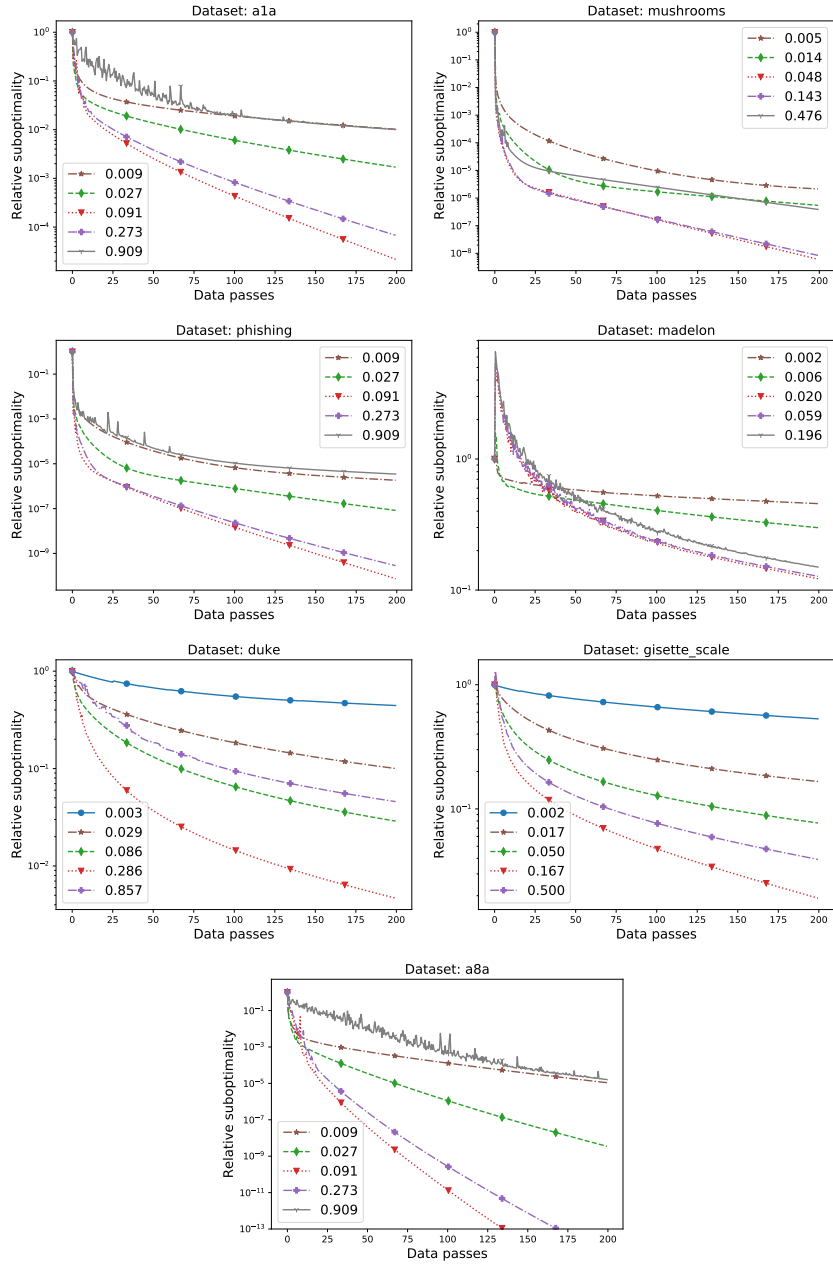 Dataset: a1a
Relative suboptimality
10⁰
10⁻¹
10⁻²
10⁻³
10⁻⁴
0.009
0.027
0.091
0.273
0.909
0 25 50 75 100 125 150 175 200
Data passes
Dataset: mushrooms
Relative suboptimality
10⁰
10⁻¹
10⁻²
10⁻³
10⁻⁴
10⁻⁵
10⁻⁶
10⁻⁷
10⁻⁸
0.005
0.014
0.048
0.143
0.476
0 25 50 75 100 125 150 175 200
Data passes
Dataset: phishing
Relative suboptimality
10⁻¹
10⁻³
10⁻⁵
10⁻⁷
10⁻⁹
0.009
0.027
0.091
0.273
0.909
0 25 50 75 100 125 150 175 200
Data passes
Dataset: madelon
Relative suboptimality
10⁰
10⁻¹
0.002
0.006
0.020
0.059
0.196
0 25 50 75 100 125 150 175 200
Data passes
Dataset: duke
Relative suboptimality
10⁰
10⁻¹
10⁻²
0.003
0.029
0.086
0.286
0.857
0 25 50 75 100 125 150 175 200
Data passes
Dataset: gisette_scale
Relative suboptimality
10⁰
10⁻¹
0.002
0.017
0.050
0.167
0.500
0 25 50 75 100 125 150 175 200
Data passes
Dataset: a8a
Relative suboptimality
10⁻¹
10⁻³
10⁻⁵
10⁻⁷
10⁻⁹
10⁻¹¹
10⁻¹³
0.009
0.027
0.091
0.273
0.909
0 25 50 75 100 125 150 175 200
Data passes